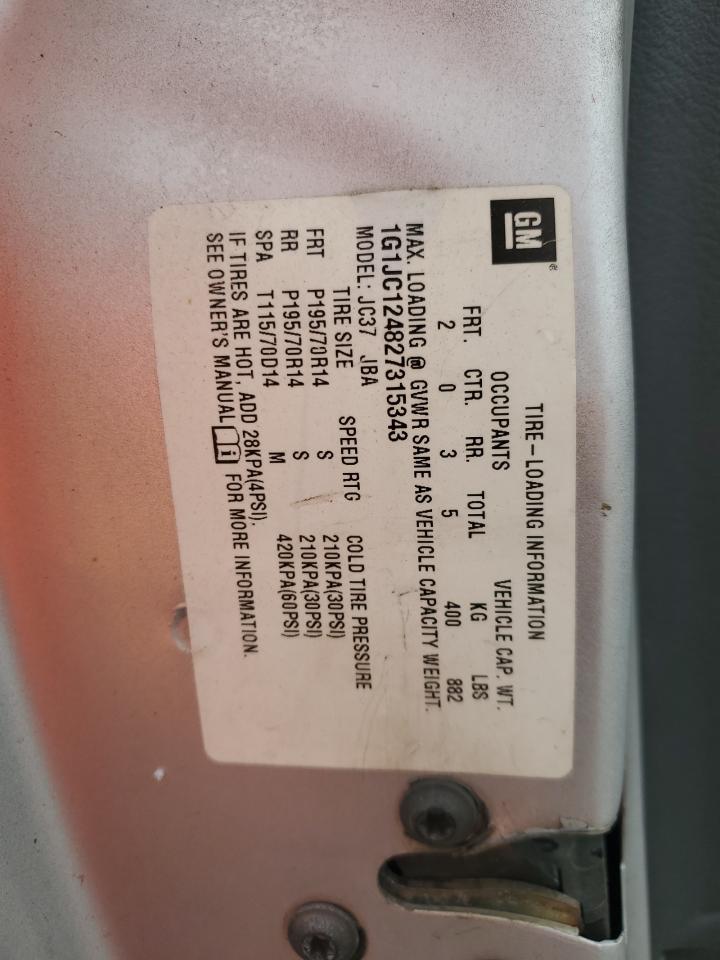 GM®
TIRE-LOADING INFORMATION
OCCUPANTS VEHICLE CAP. WT.
FRT. CTR. RR. TOTAL KG LBS
2 0 3 5 400 882
MAX. LOADING @ GVWR SAME AS VEHICLE CAPACITY WEIGHT.
1G1JC124827315343
MODEL: JC37 JBA
TIRE SIZE SPEED RTG COLD TIRE PRESSURE
FRT P195/70R14 S 210KPA(30PSI)
RR P195/70R14 S 210KPA(30PSI)
SPA T115/70D14 M 420KPA(60PSI)
IF TIRES ARE HOT, ADD 28KPA(4PSI).
SEE OWNER'S MANUAL i FOR MORE INFORMATION.